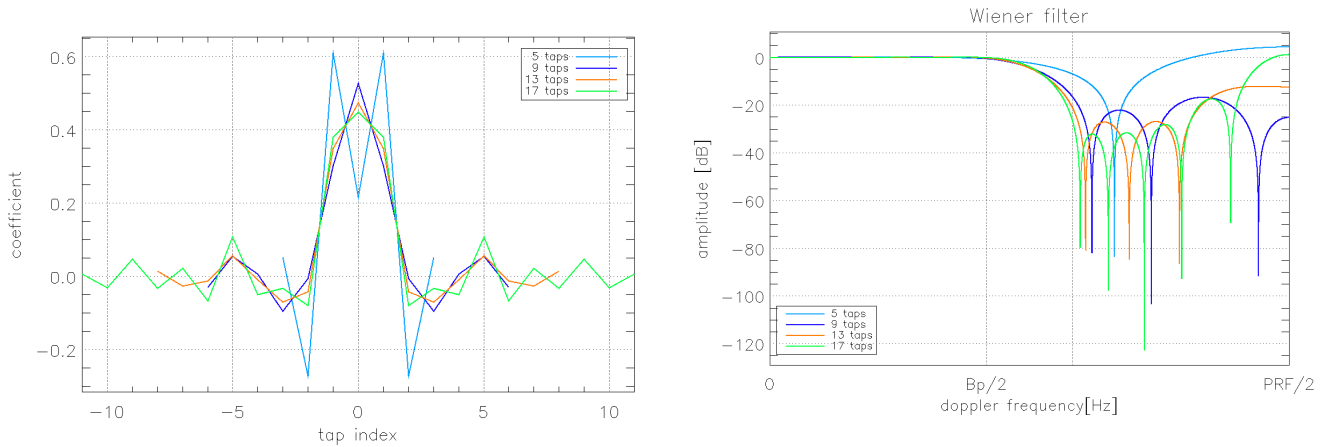 0.6
0.4
0.2
0.0
−0.2
coefficient
5 taps
9 taps
13 taps
17 taps
−10
−5
0
5
10
tap index
Wiener filter
0
−20
−40
−60
−80
−100
−120
amplitude [dB]
5 taps
9 taps
13 taps
17 taps
0
Bp/2
PRF/2
doppler frequency[Hz]